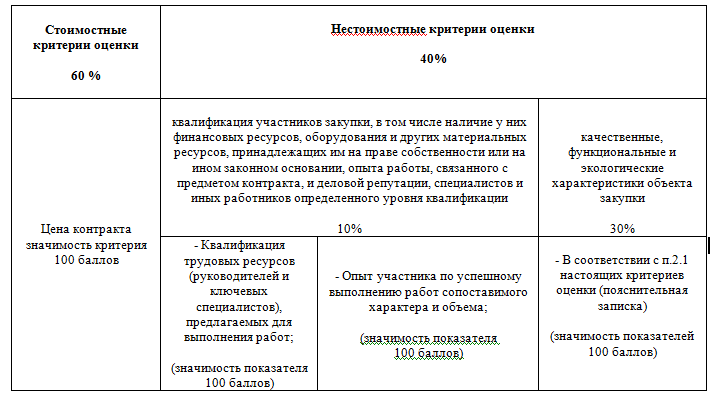 Стоимостные
критерии оценки
60 %
Нестоимостные критерии оценки
40%
Цена контракта
значимость критерия
100 баллов
квалификация участников закупки, в том числе наличие у них
финансовых ресурсов, оборудования и других материальных
ресурсов, принадлежащих им на праве собственности или на
ином законном основании, опыта работы, связанного с
предметом контракта, и деловой репутации, специалистов и
иных работников определенного уровня квалификации
10%
качественные,
функциональные и
экологические
характеристики объекта
закупки
30%
- Квалификация
трудовых ресурсов
(руководителей и
ключевых
специалистов),
предлагаемых для
выполнения работ;
(значимость показателя
100 баллов)
- Опыт участника по успешному
выполнению работ сопоставимого
характера и объема;
(значимость показателя
100 баллов)
- В соответствии с п.2.1
настоящих критериев
оценки (пояснительная
записка)
(значимость показателей
100 баллов)